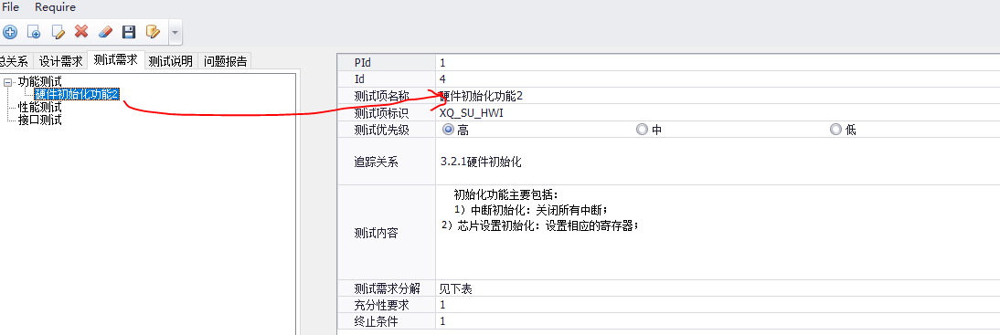 File Require
总关系 设计需求 测试需求 测试说明 问题报告
功能测试
硬件初始化功能2
性能测试
接口测试
PId 1
Id 4
测试项名称 硬件初始化功能2
测试项标识 XQ_SU_HWI
测试优先级 高 中 低
追踪关系 3.2.1硬件初始化
测试内容
初始化功能主要包括：
1）中断初始化：关闭所有中断；
2）芯片设置初始化：设置相应的寄存器；
测试需求分解 见下表
充分性要求 1
终止条件 1